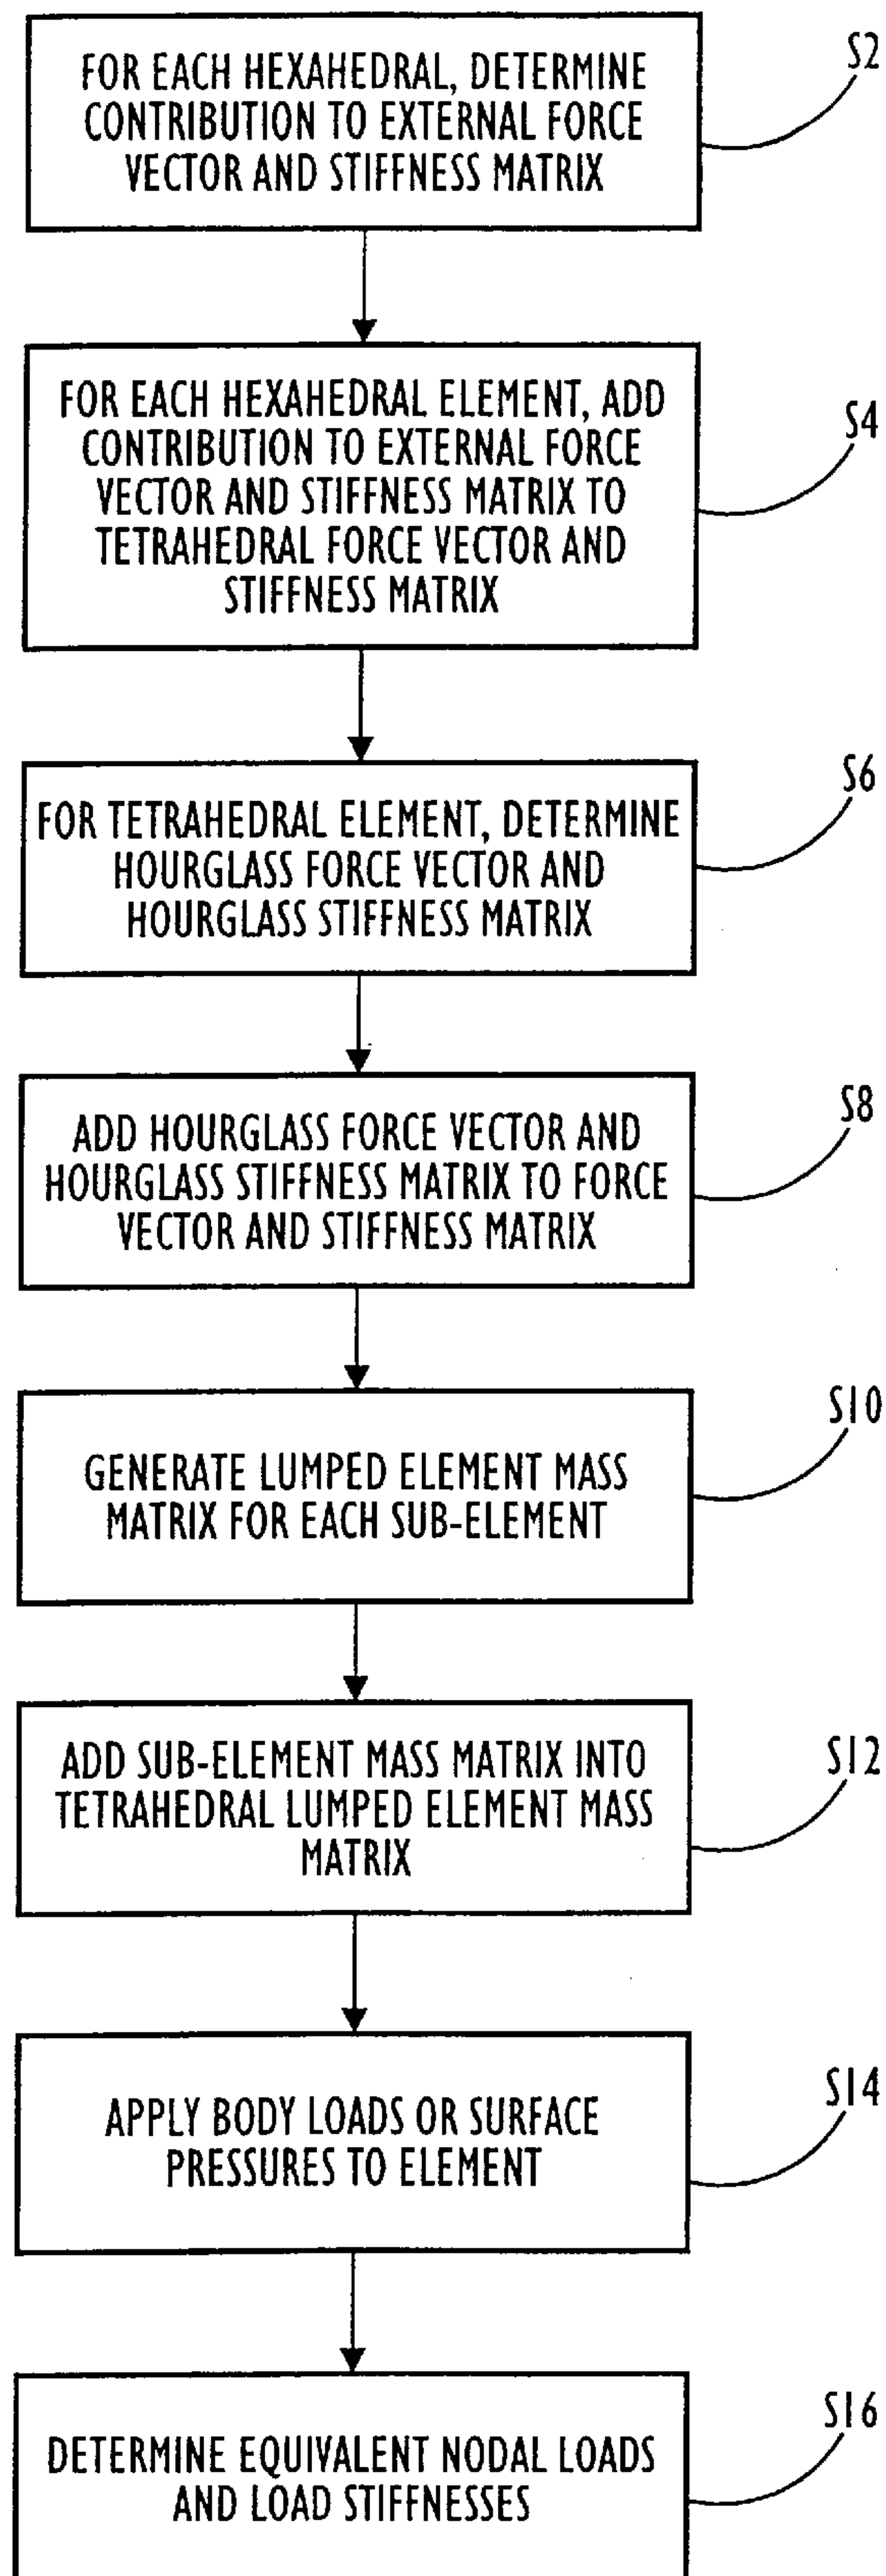 FOR EACH HEXAHEDRAL, DETERMINE
CONTRIBUTION TO EXTERNAL FORCE
VECTOR AND STIFFNESS MATRIX
S2
FOR EACH HEXAHEDRAL ELEMENT, ADD
CONTRIBUTION TO EXTERNAL FORCE
VECTOR AND STIFFNESS MATRIX TO
TETRAHEDRAL FORCE VECTOR AND
STIFFNESS MATRIX
S4
FOR TETRAHEDRAL ELEMENT, DETERMINE
HOURGLASS FORCE VECTOR AND
HOURGLASS STIFFNESS MATRIX
S6
ADD HOURGLASS FORCE VECTOR AND
HOURGLASS STIFFNESS MATRIX TO FORCE
VECTOR AND STIFFNESS MATRIX
S8
GENERATE LUMPED ELEMENT MASS
MATRIX FOR EACH SUB-ELEMENT
S10
ADD SUB-ELEMENT MASS MATRIX INTO
TETRAHEDRAL LUMPED ELEMENT MASS
MATRIX
S12
APPLY BODY LOADS OR SURFACE
PRESSURES TO ELEMENT
S14
DETERMINE EQUIVALENT NODAL LOADS
AND LOAD STIFFNESSES
S16